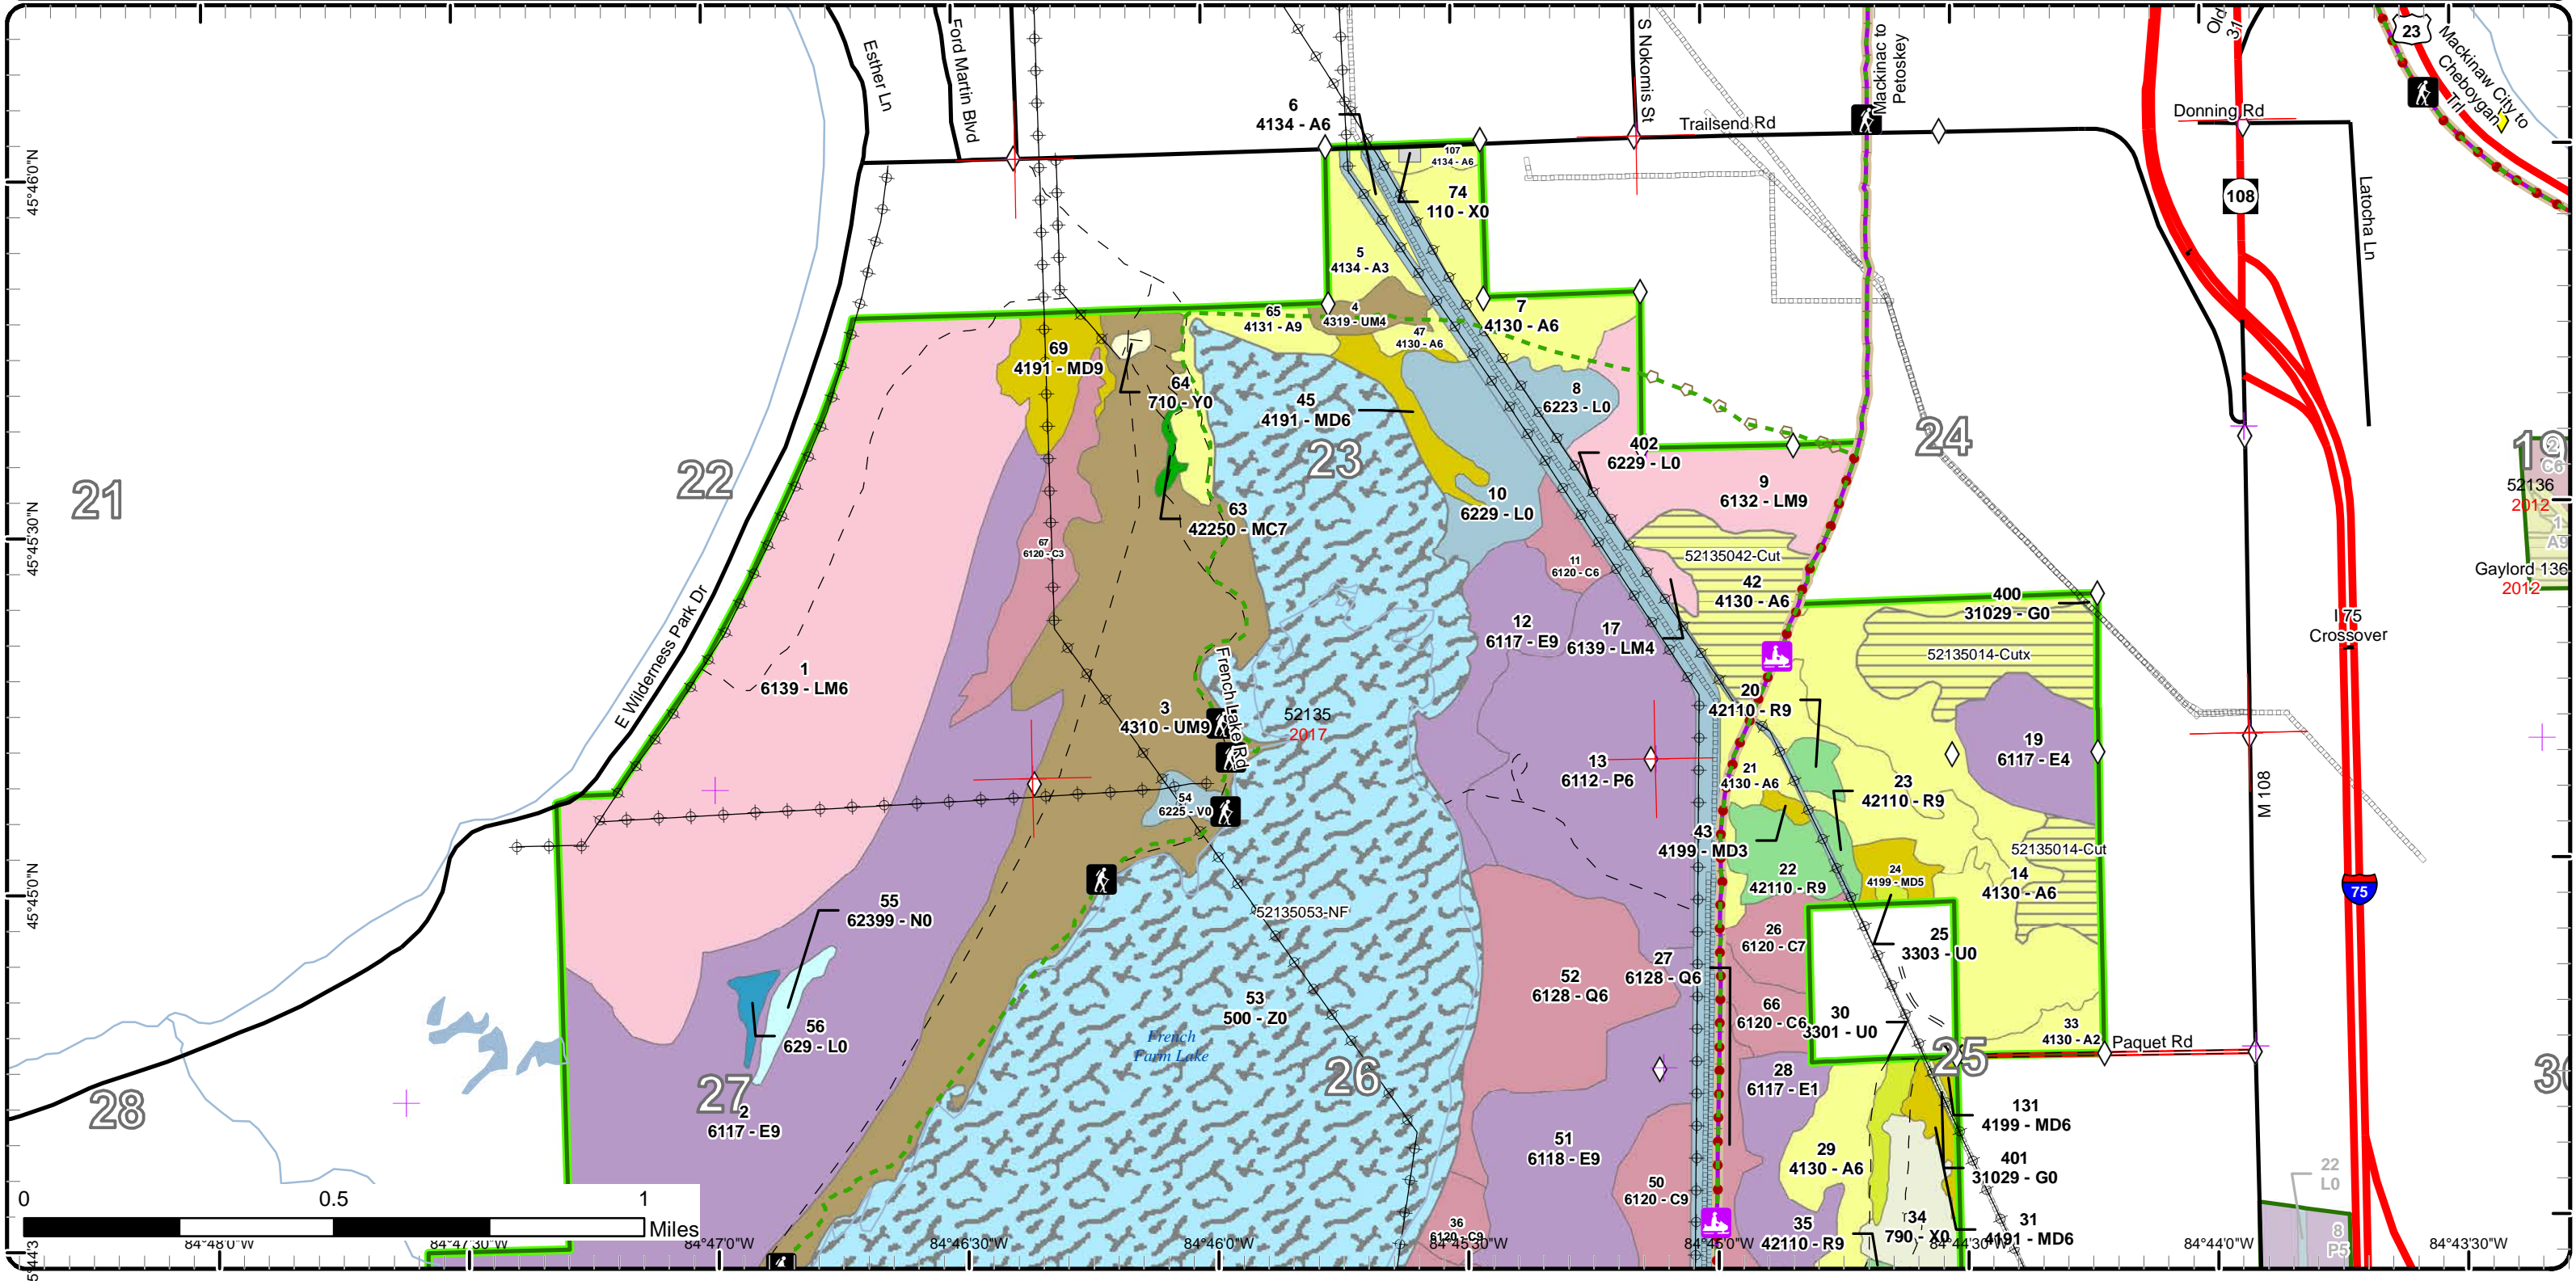 Esther Ln
Ford Martin Blvd
S Nokomis St
Mackinac to
Petoskey
Old
31
23
Mackinaw City to
Cheboygan
Trl
6
4134 - A6
Trailsend Rd
Donning Rd
107
4134 - A6
74
110 - X0
108
Latocha Ln
45°46'0"N
5
4134 - A3
65
4131 - A9
4
4319 - UM4
47
4130 - A6
7
4130 - A6
69
4191 - MD9
64
710 - Y0
45
4191 - MD6
8
6223 - L0
23
24
402
6229 - L0
19
2
C6
52136
2012
21
22
9
6132 - LM9
10
6229 - L0
63
42250 - MC7
1
A9
45°45'30"N
67
6120 - C3
11
6120 - C6
52135042-Cut
42
4130 - A6
Gaylord 136
2012
400
31029 - G0
I 75
Crossover
12
6117 - E9
17
6139 - LM4
52135014-Cutx
E Wilderness Park Dr
1
6139 - LM6
French Lake Rd
3
4310 - UM9
52135
2017
20
42110 - R9
19
6117 - E4
13
6112 - P6
21
4130 - A6
23
42110 - R9
M 108
54
6225 - V0
43
4199 - MD3
52135014-Cut
22
42110 - R9
24
4199 - MD5
14
4130 - A6
75
45°45'0"N
55
62399 - N0
52135053-NF
26
6120 - C7
25
3303 - U0
52
6128 - Q6
27
6128 - Q6
53
500 - Z0
66
6120 - C6
30
3301 - U0
33
4130 - A2
Paquet Rd
56
629 - L0
French
Farm Lake
26
25
30
28
27
2
6117 - E9
28
6117 - E1
131
4199 - MD6
51
6118 - E9
29
4130 - A6
401
31029 - G0
22
L0
50
6120 - C9
36
6120 - C9
35
42110 - R9
34
790 - X0
31
4191 - MD6
8
P5
0 0.5 1
Miles
84°48'0"W 84°47'30"W 84°47'0"W 84°46'30"W 84°46'0"W 84°45'30"W 84°45'0"W 84°44'30"W 84°44'0"W 84°43'30"W